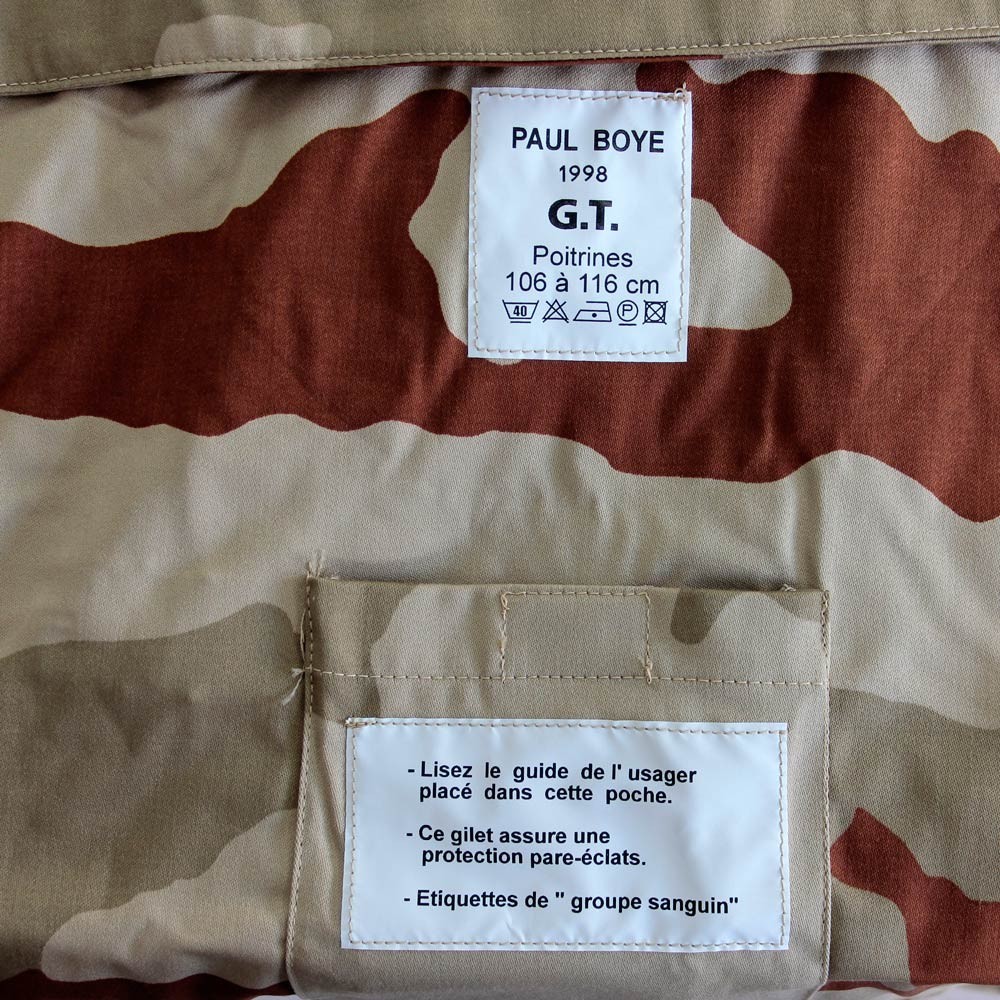 PAUL BOYE
1998
G.T.
Poitrines
106 à 116 cm
40 P
- Lisez le guide de l' usager
placé dans cette poche.
- Ce gilet assure une
protection pare-éclats.
- Etiquettes de " groupe sanguin"